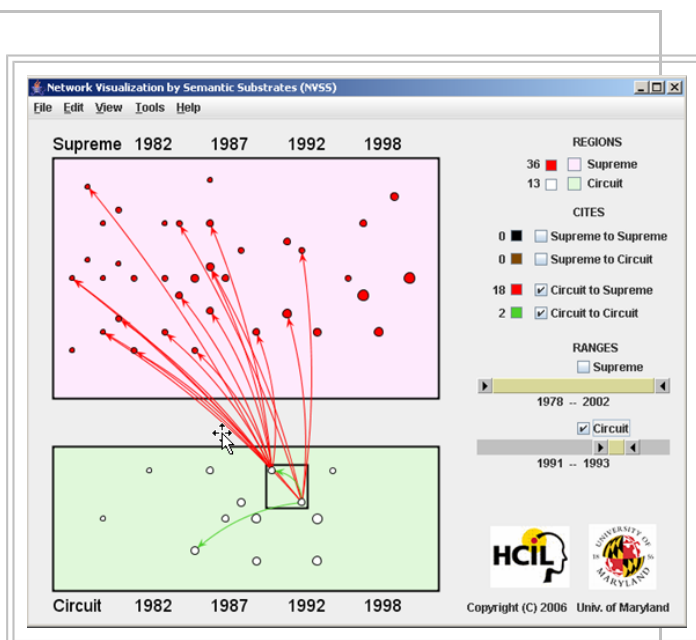 Network Visualization by Semantic Substrates (NVSS)
File Edit View Tools Help
Supreme 1982 1987 1992 1998
Circuit 1982 1987 1992 1998
REGIONS
36 Supreme
13 Circuit
CITES
0 Supreme to Supreme
0 Supreme to Circuit
18 Circuit to Supreme
2 Circuit to Circuit
RANGES
Supreme
1978 -- 2002
Circuit
1991 -- 1993
HCIL
UNIVERSITY OF
18 56
MARYLAND
Copyright (C) 2006 Univ. of Maryland